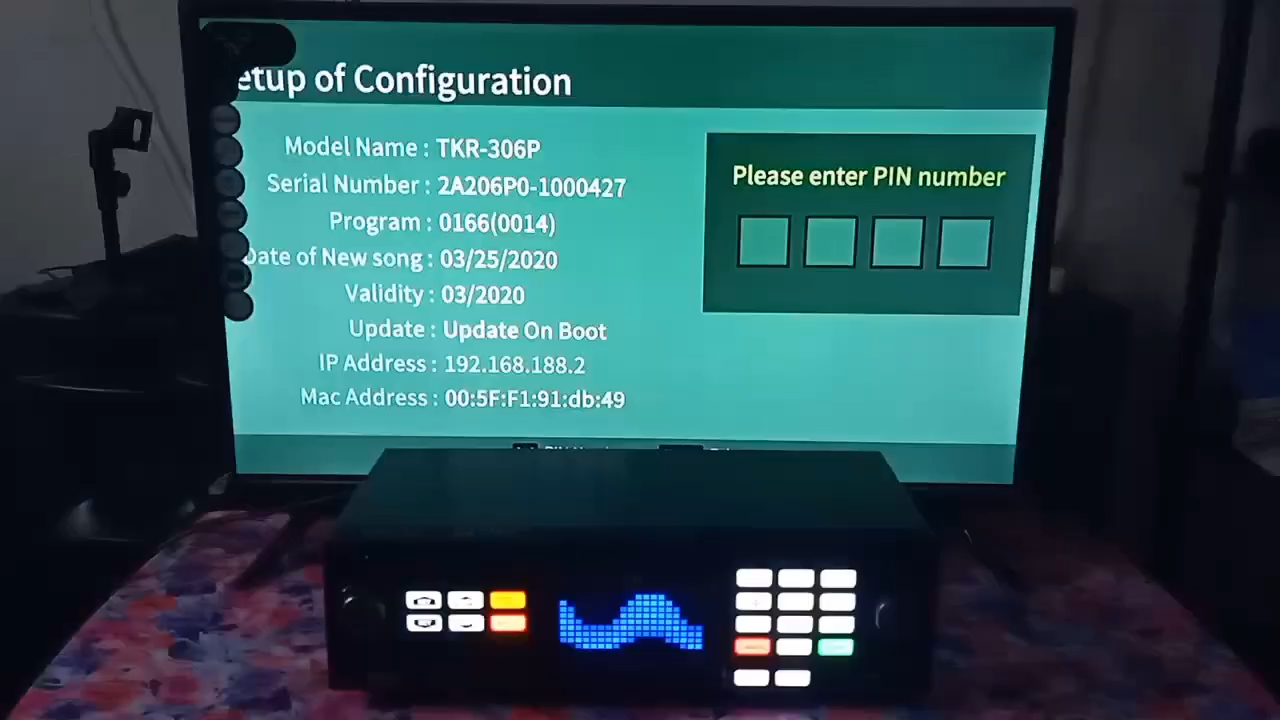 etup of Configuration
Model Name : TKR-306P
Serial Number : 2A206P0-1000427
Program : 0166(0014)
Date of New song : 03/25/2020
Validity : 03/2020
Update : Update On Boot
IP Address : 192.168.188.2
Mac Address : 00:5F:F1:91:db:49
Please enter PIN number